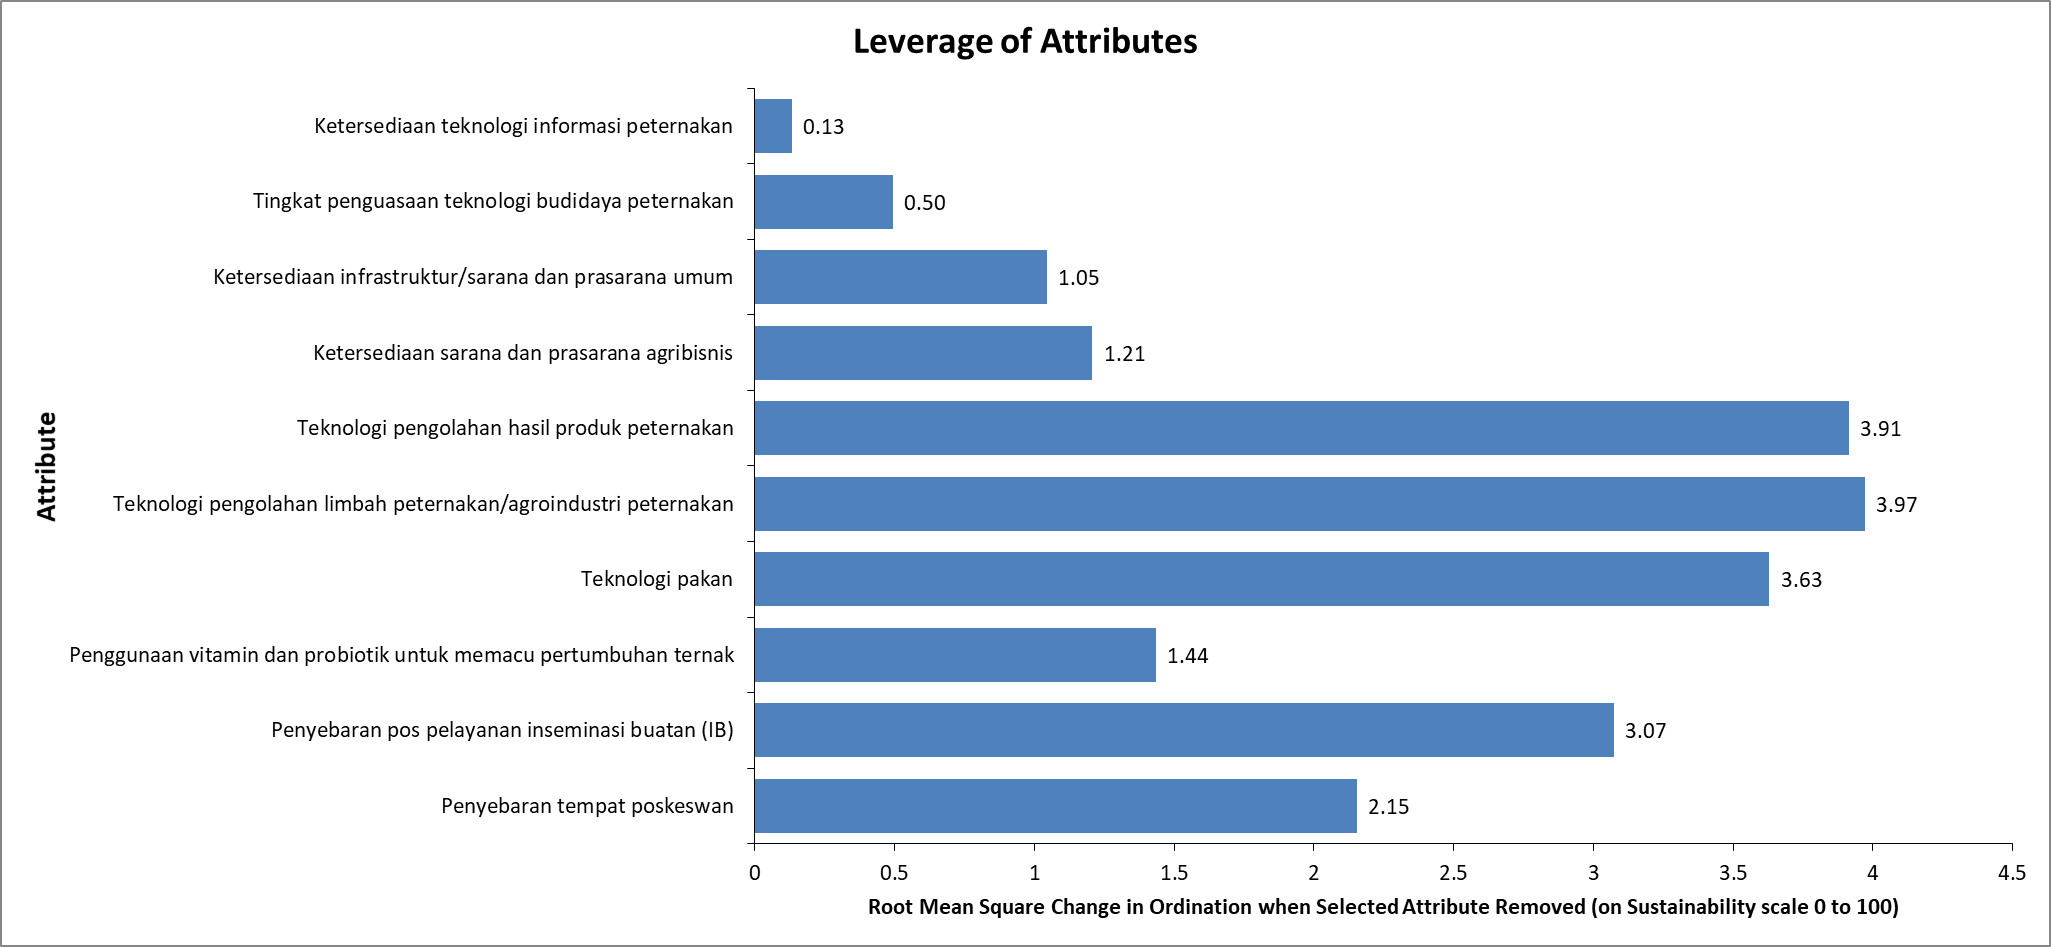 Leverage of Attributes
Attribute
Ketersediaan teknologi informasi peternakan 0.13
Tingkat penguasaan teknologi budidaya peternakan 0.50
Ketersediaan infrastruktur/sarana dan prasarana umum 1.05
Ketersediaan sarana dan prasarana agribisnis 1.21
Teknologi pengolahan hasil produk peternakan 3.91
Teknologi pengolahan limbah peternakan/agroindustri peternakan 3.97
Teknologi pakan 3.63
Penggunaan vitamin dan probiotik untuk memacu pertumbuhan ternak 1.44
Penyebaran pos pelayanan inseminasi buatan (IB) 3.07
Penyebaran tempat poskeswan 2.15
0 0.5 1 1.5 2 2.5 3 3.5 4 4.5
Root Mean Square Change in Ordination when Selected Attribute Removed (on Sustainability scale 0 to 100)